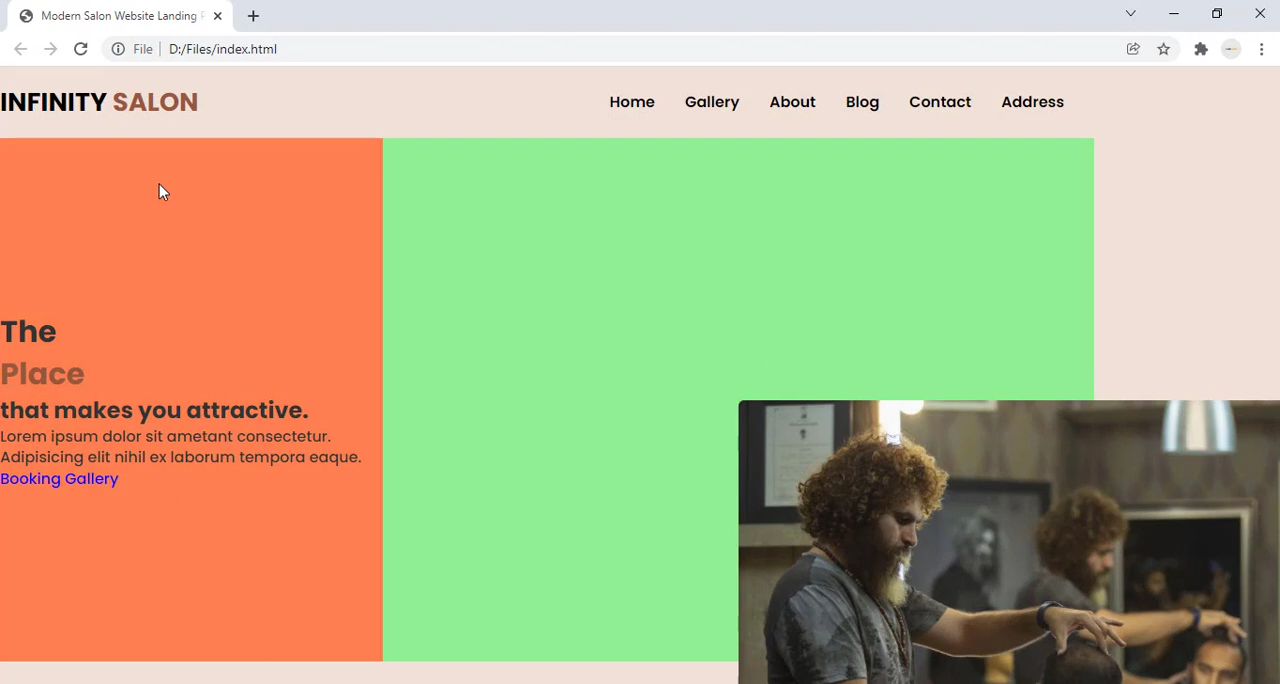 Modern Salon Website Landing
File D:/Files/index.html
INFINITY SALON
Home Gallery About Blog Contact Address
The
Place
that makes you attractive.
Lorem ipsum dolor sit ametant consectetur.
Adipisicing elit nihil ex laborum tempora eaque.
Booking Gallery